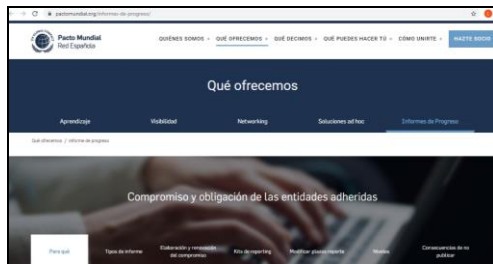 pactomundial.org/informes-de-progreso/
Pacto Mundial
Red Española
QUIÉNES SOMOS
QUÉ OFRECEMOS
QUÉ DECIMOS
QUÉ PUEDES HACER TÚ
CÓMO UNIRTE
HAZTE SOCIO
Qué ofrecemos
Aprendizaje
Visibilidad
Networking
Soluciones ad hoc
Informes de Progreso
Qué ofrecemos / Informe de progreso
Compromiso y obligación de las entidades adheridas
Para qué
Tipos de informe
Elaboración y renovación
del compromiso
Kits de reporting
Modificar plazos reporte
Niveles
Consecuencias de no
publicar